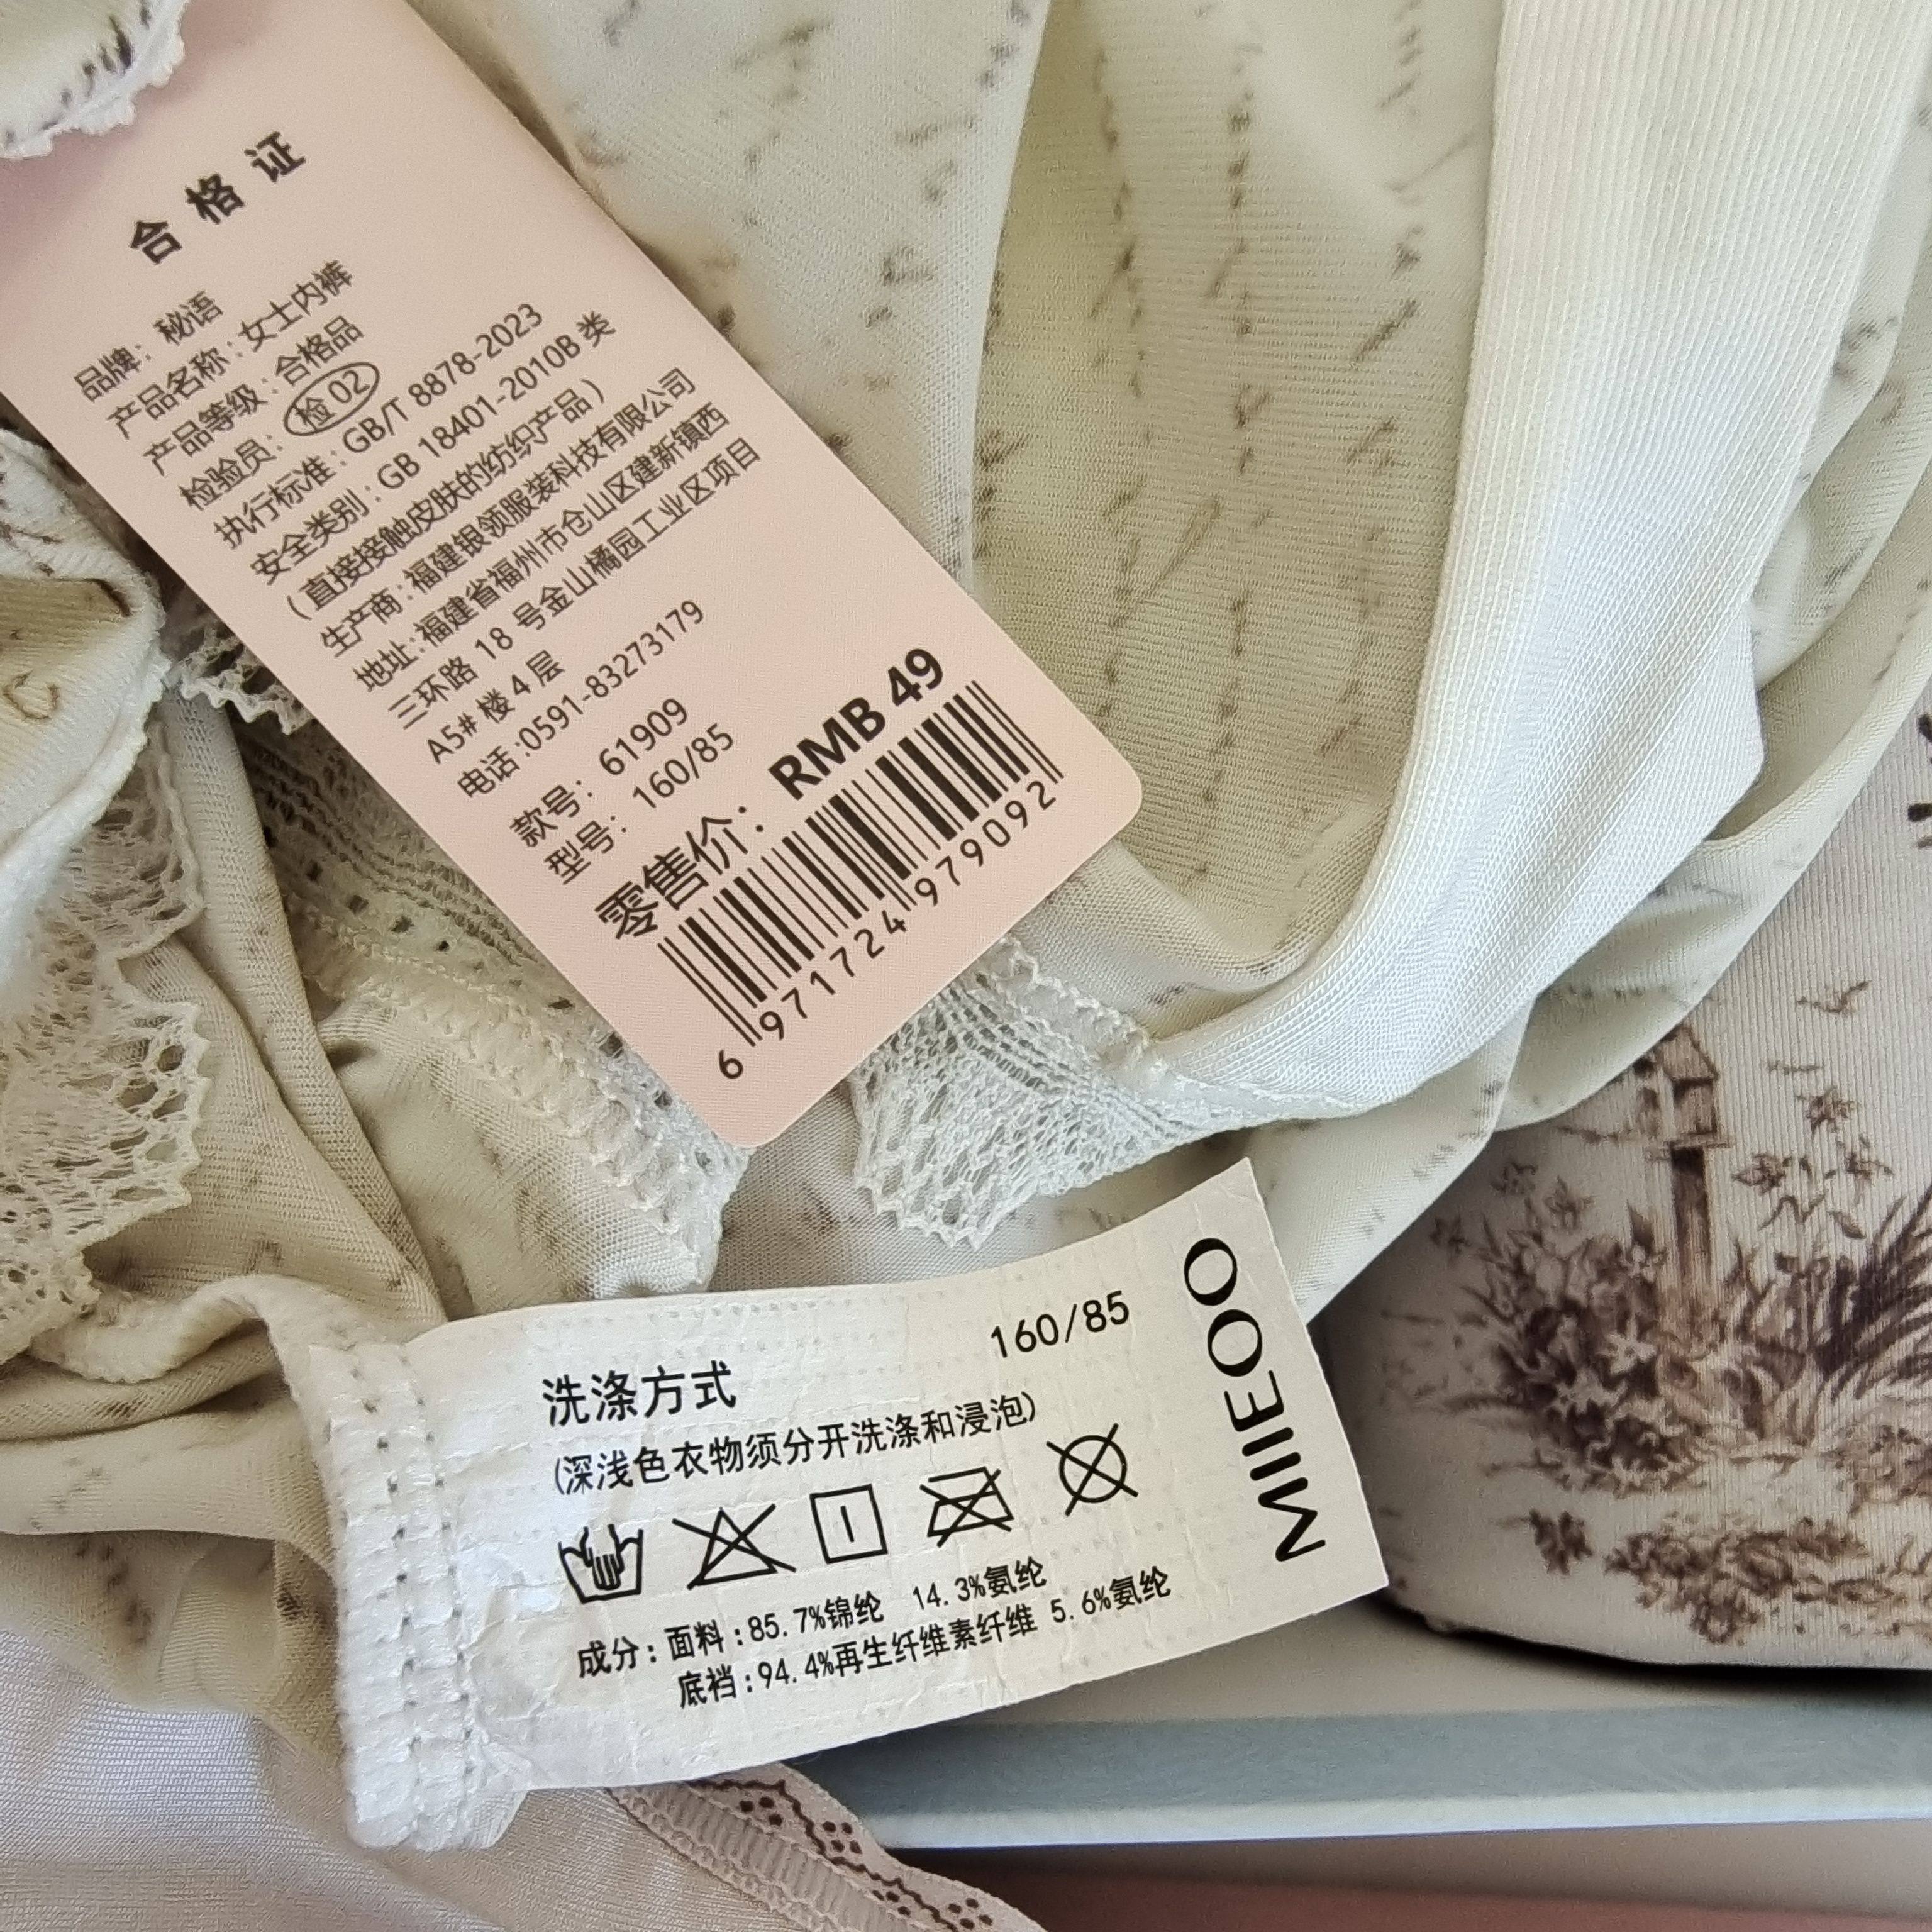 合格证
品牌：秘语
产品名称：女士内裤
产品等级：合格品
检验员：检02
执行标准：GB/T 8878-2023
安全类别：GB 18401-2010B 类
（直接接触皮肤的纺织产品）
生产商：福建银领服装科技有限公司
地址：福建省福州市仓山区建新镇西
三环路 18 号金山橘园工业区项目
A5# 楼 4 层
电话：0591-83273179
款号：61909
型号：160/85
零售价：RMB 49
6 971724 979092
160/85
洗涤方式
(深浅色衣物须分开洗涤和浸泡)
成分：面料：85.7%锦纶 14.3%氨纶
底裆：94.4%再生纤维素纤维 5.6%氨纶
MIIEOO